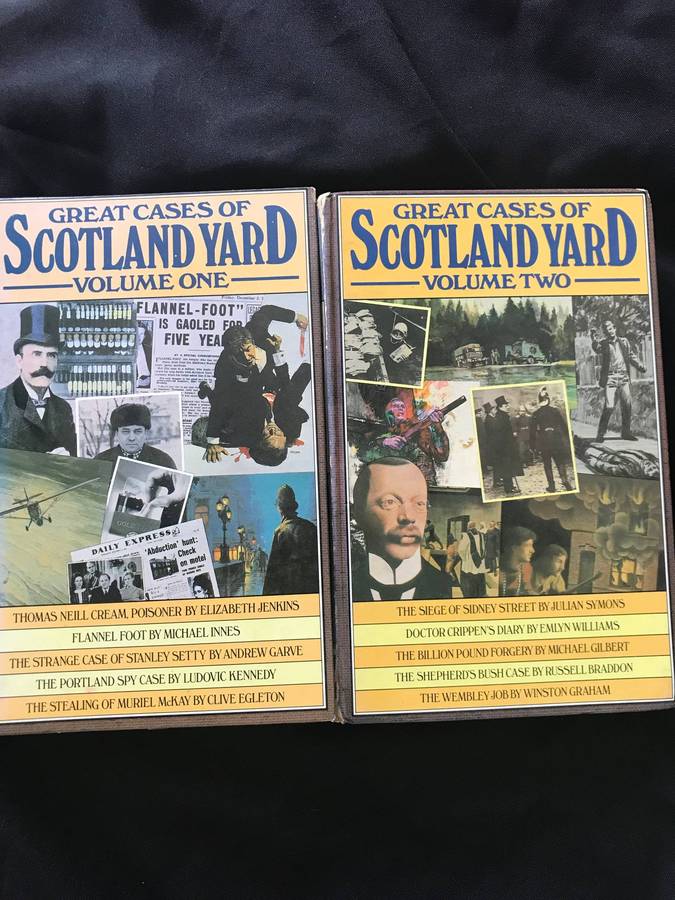 GREAT CASES OF
SCOTLAND YARD
VOLUME ONE
FLANNEL-FOOT"
IS GAOLED FOR
FIVE YEA
DAILY EXPRESS
'Abduction' hunt:
Check
on motel
THOMAS NEILL CREAM, POISONER BY ELIZABETH JENKINS
FLANNEL FOOT BY MICHAEL INNES
THE STRANGE CASE OF STANLEY SETTY BY ANDREW GARVE
THE PORTLAND SPY CASE BY LUDOVIC KENNEDY
THE STEALING OF MURIEL McKAY BY CLIVE EGLETON
GREAT CASES OF
SCOTLAND YARD
VOLUME TWO
THE SIEGE OF SIDNEY STREET BY JULIAN SYMONS
DOCTOR CRIPPEN'S DIARY BY EMLYN WILLIAMS
THE BILLION POUND FORGERY BY MICHAEL GILBERT
THE SHEPHERD'S BUSH CASE BY RUSSELL BRADDON
THE WEMBLEY JOB BY WINSTON GRAHAM